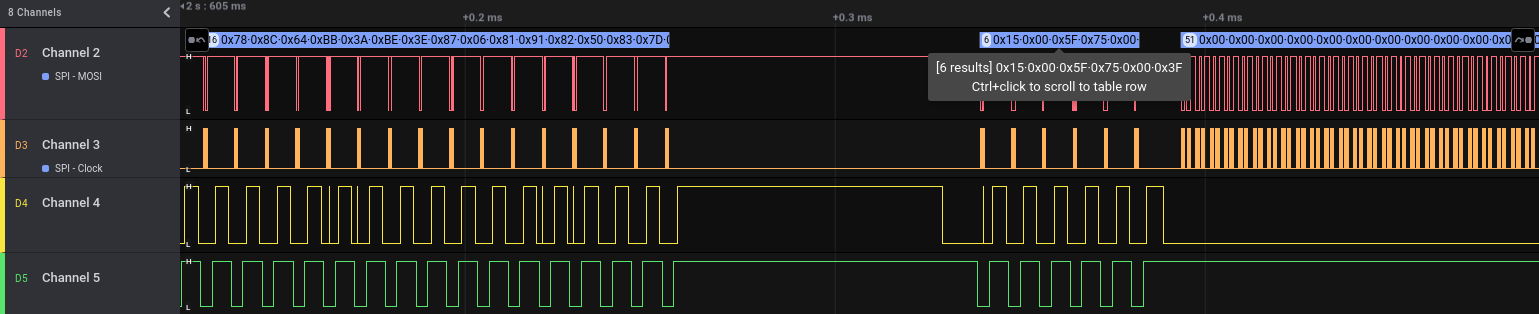 8 Channels
2 s : 605 ms
+0.2 ms
+0.3 ms
+0.4 ms
D2 Channel 2
SPI - MOSI
H
L
16 0x78·0x8C·0x64·0xBB·0x3A·0xBE·0x3E·0x87·0x06·0x81·0x91·0x82·0x50·0x83·0x7D·
6 0x15·0x00·0x5F·0x75·0x00·
51 0x00·0x00·0x00·0x00·0x00·0x00·0x00·0x00·0x00·0x00·0x00·0x0
[6 results] 0x15·0x00·0x5F·0x75·0x00·0x3F
Ctrl+click to scroll to table row
D3 Channel 3
SPI - Clock
H
L
D4 Channel 4
H
L
D5 Channel 5
H
L